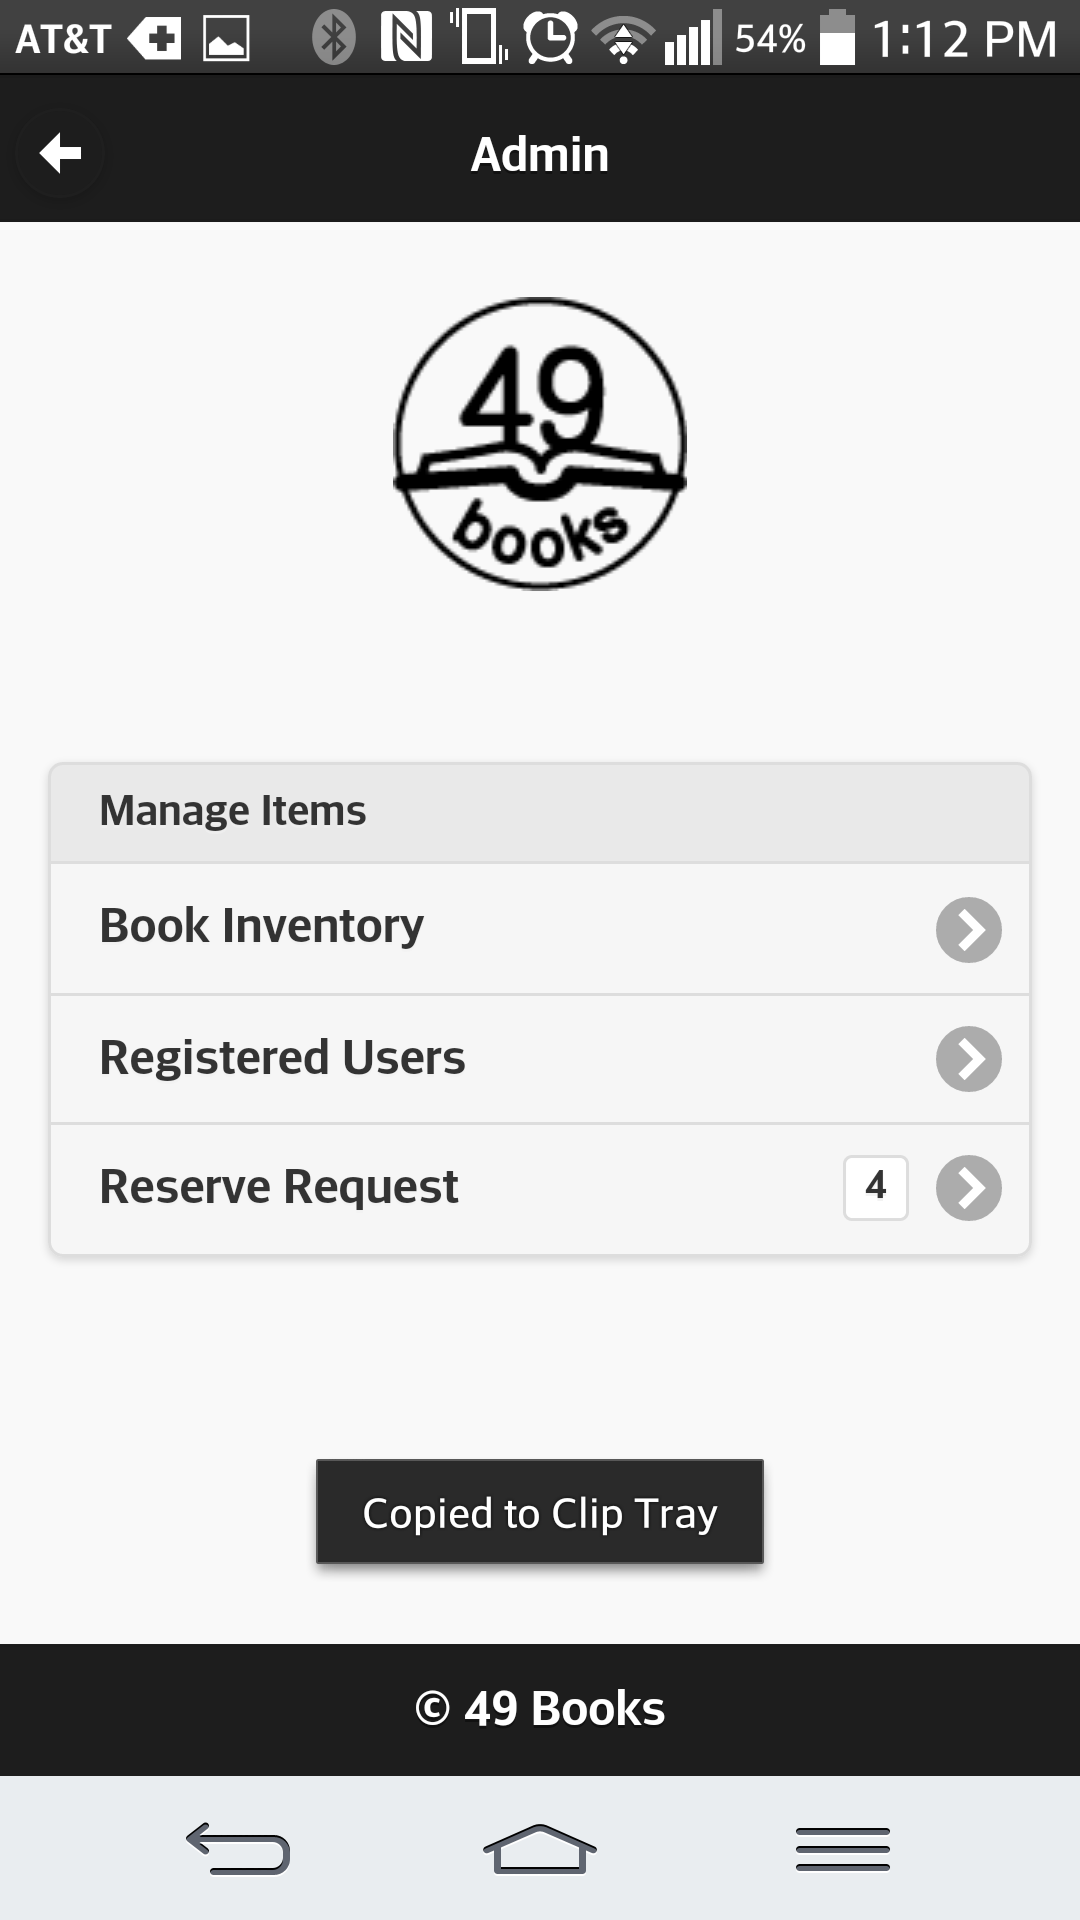 AT&T 54% 1:12 PM
Admin
49
books
Manage Items
Book Inventory
Registered Users
Reserve Request 4
Copied to Clip Tray
© 49 Books